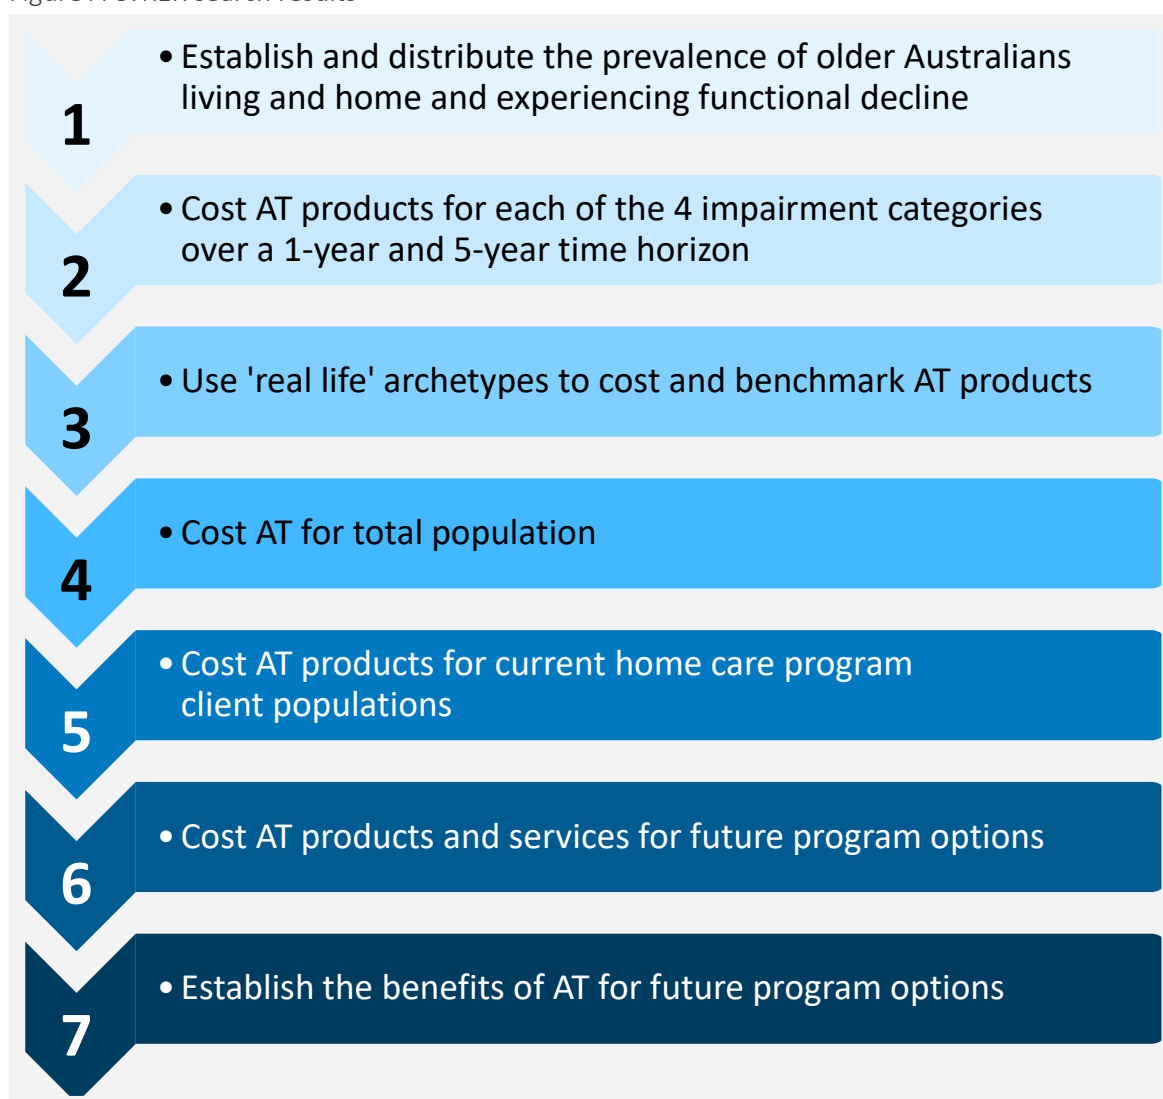 1
• Establish and distribute the prevalence of older Australians
living and home and experiencing functional decline
2
• Cost AT products for each of the 4 impairment categories
over a 1-year and 5-year time horizon
3
• Use 'real life' archetypes to cost and benchmark AT products
4
• Cost AT for total population
5
• Cost AT products for current home care program
client populations
6
• Cost AT products and services for future program options
7
• Establish the benefits of AT for future program options